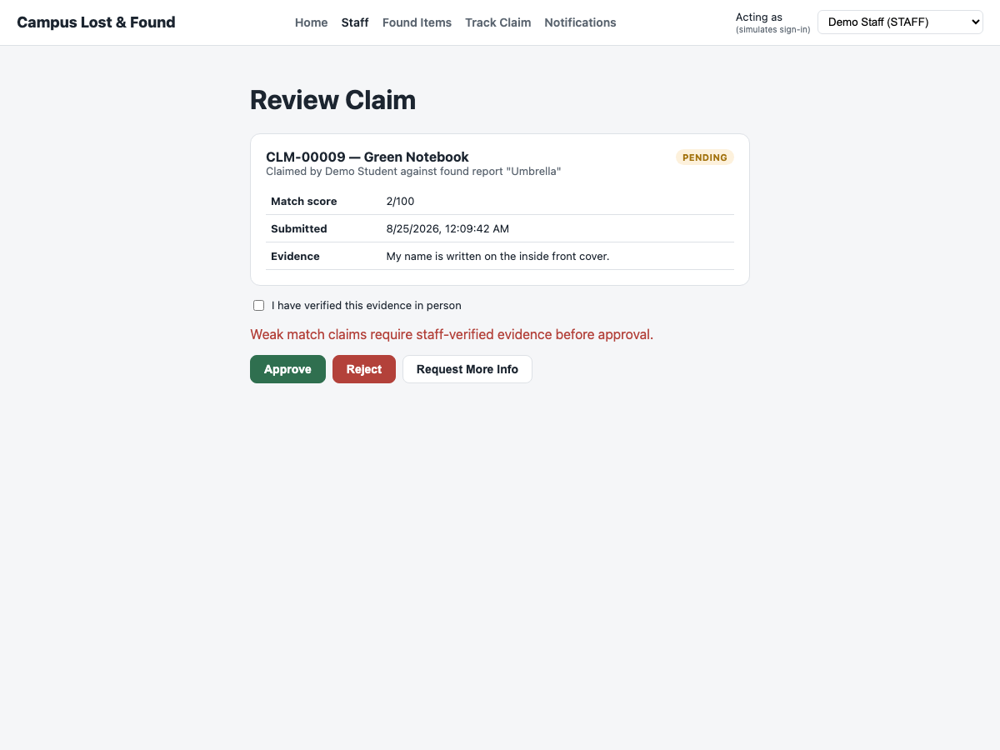 Campus Lost & Found
Home Staff Found Items Track Claim Notifications
Acting as
(simulates sign-in)
Demo Staff (STAFF)
Review Claim
CLM-00009 — Green Notebook
PENDING
Claimed by Demo Student against found report "Umbrella"
Match score 2/100
Submitted 8/25/2026, 12:09:42 AM
Evidence My name is written on the inside front cover.
I have verified this evidence in person
Weak match claims require staff-verified evidence before approval.
Approve Reject Request More Info